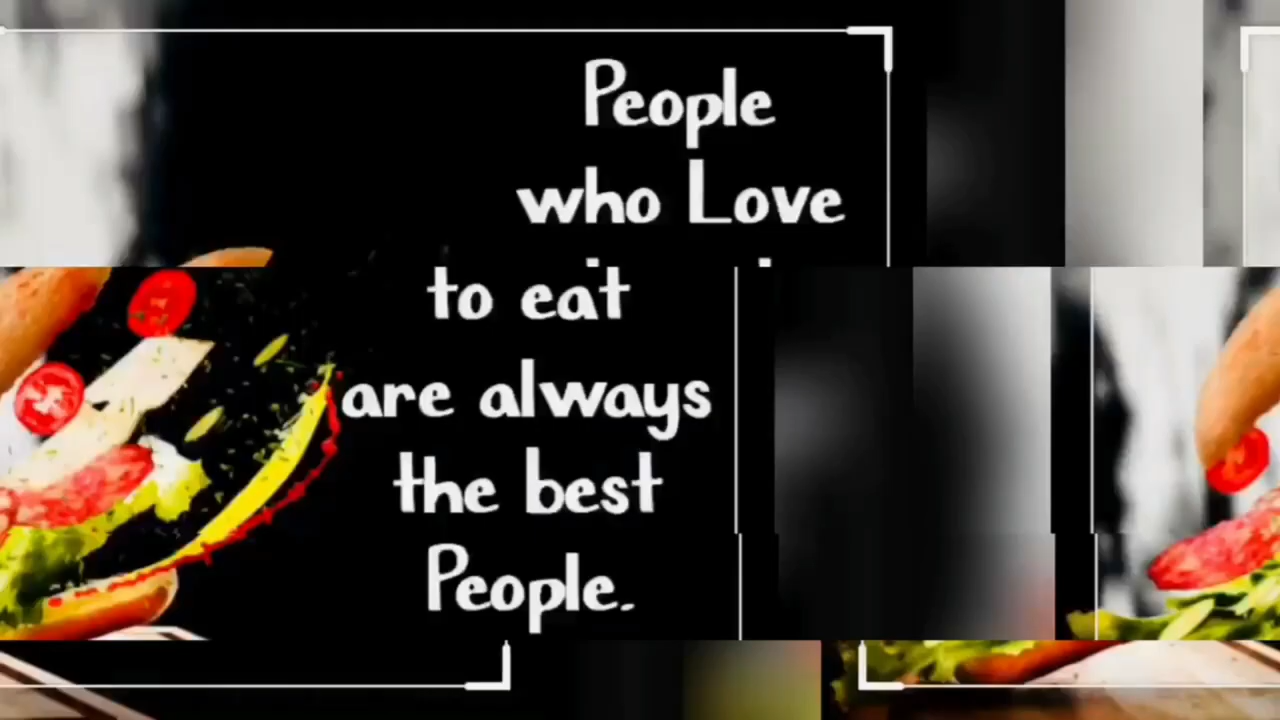 People
who Love
to eat
are always
the best
People.